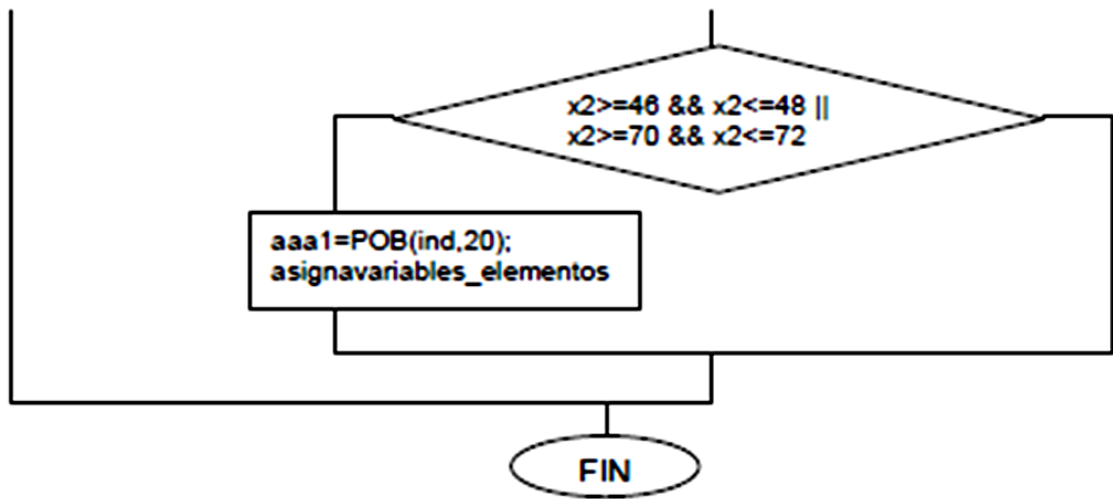 x2>=46 && x2<=48 ||
x2>=70 && x2<=72
aaa1=POB(ind,20);
asignavariables_elementos
FIN